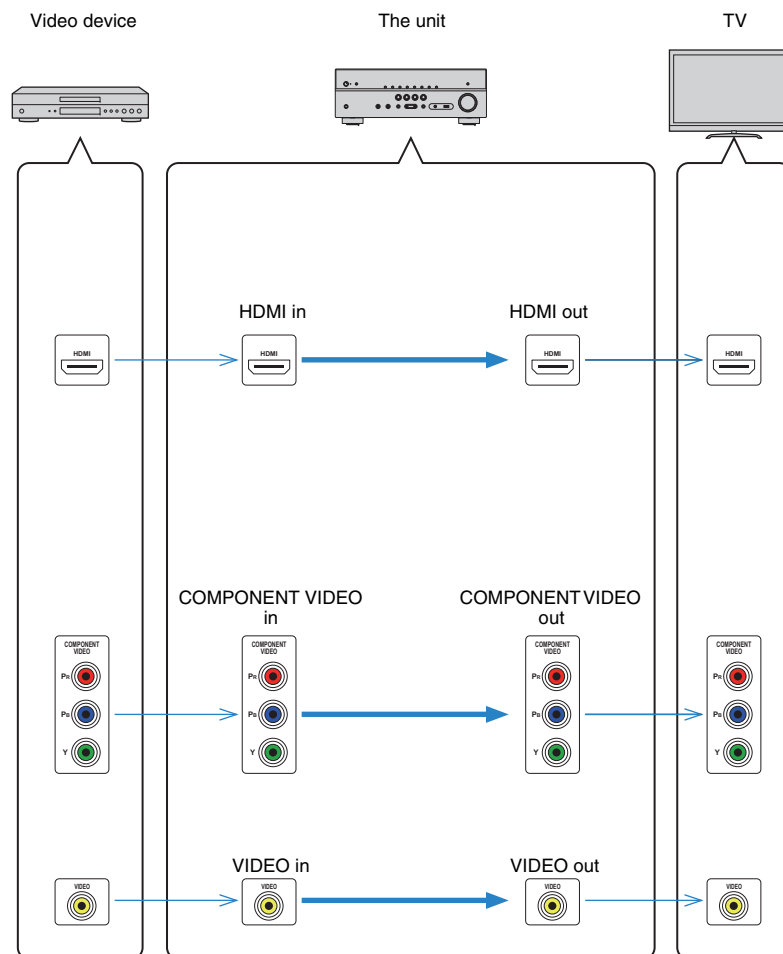 Video device
The unit
TV
HDMI in
HDMI out
HDMI
HDMI
HDMI
HDMI
COMPONENT VIDEO
in
COMPONENT VIDEO
out
COMPONENT
VIDEO
PR
PB
Y
COMPONENT
VIDEO
PR
PB
Y
COMPONENT
VIDEO
PR
PB
Y
COMPONENT
VIDEO
PR
PB
Y
VIDEO in
VIDEO out
VIDEO
VIDEO
VIDEO
VIDEO